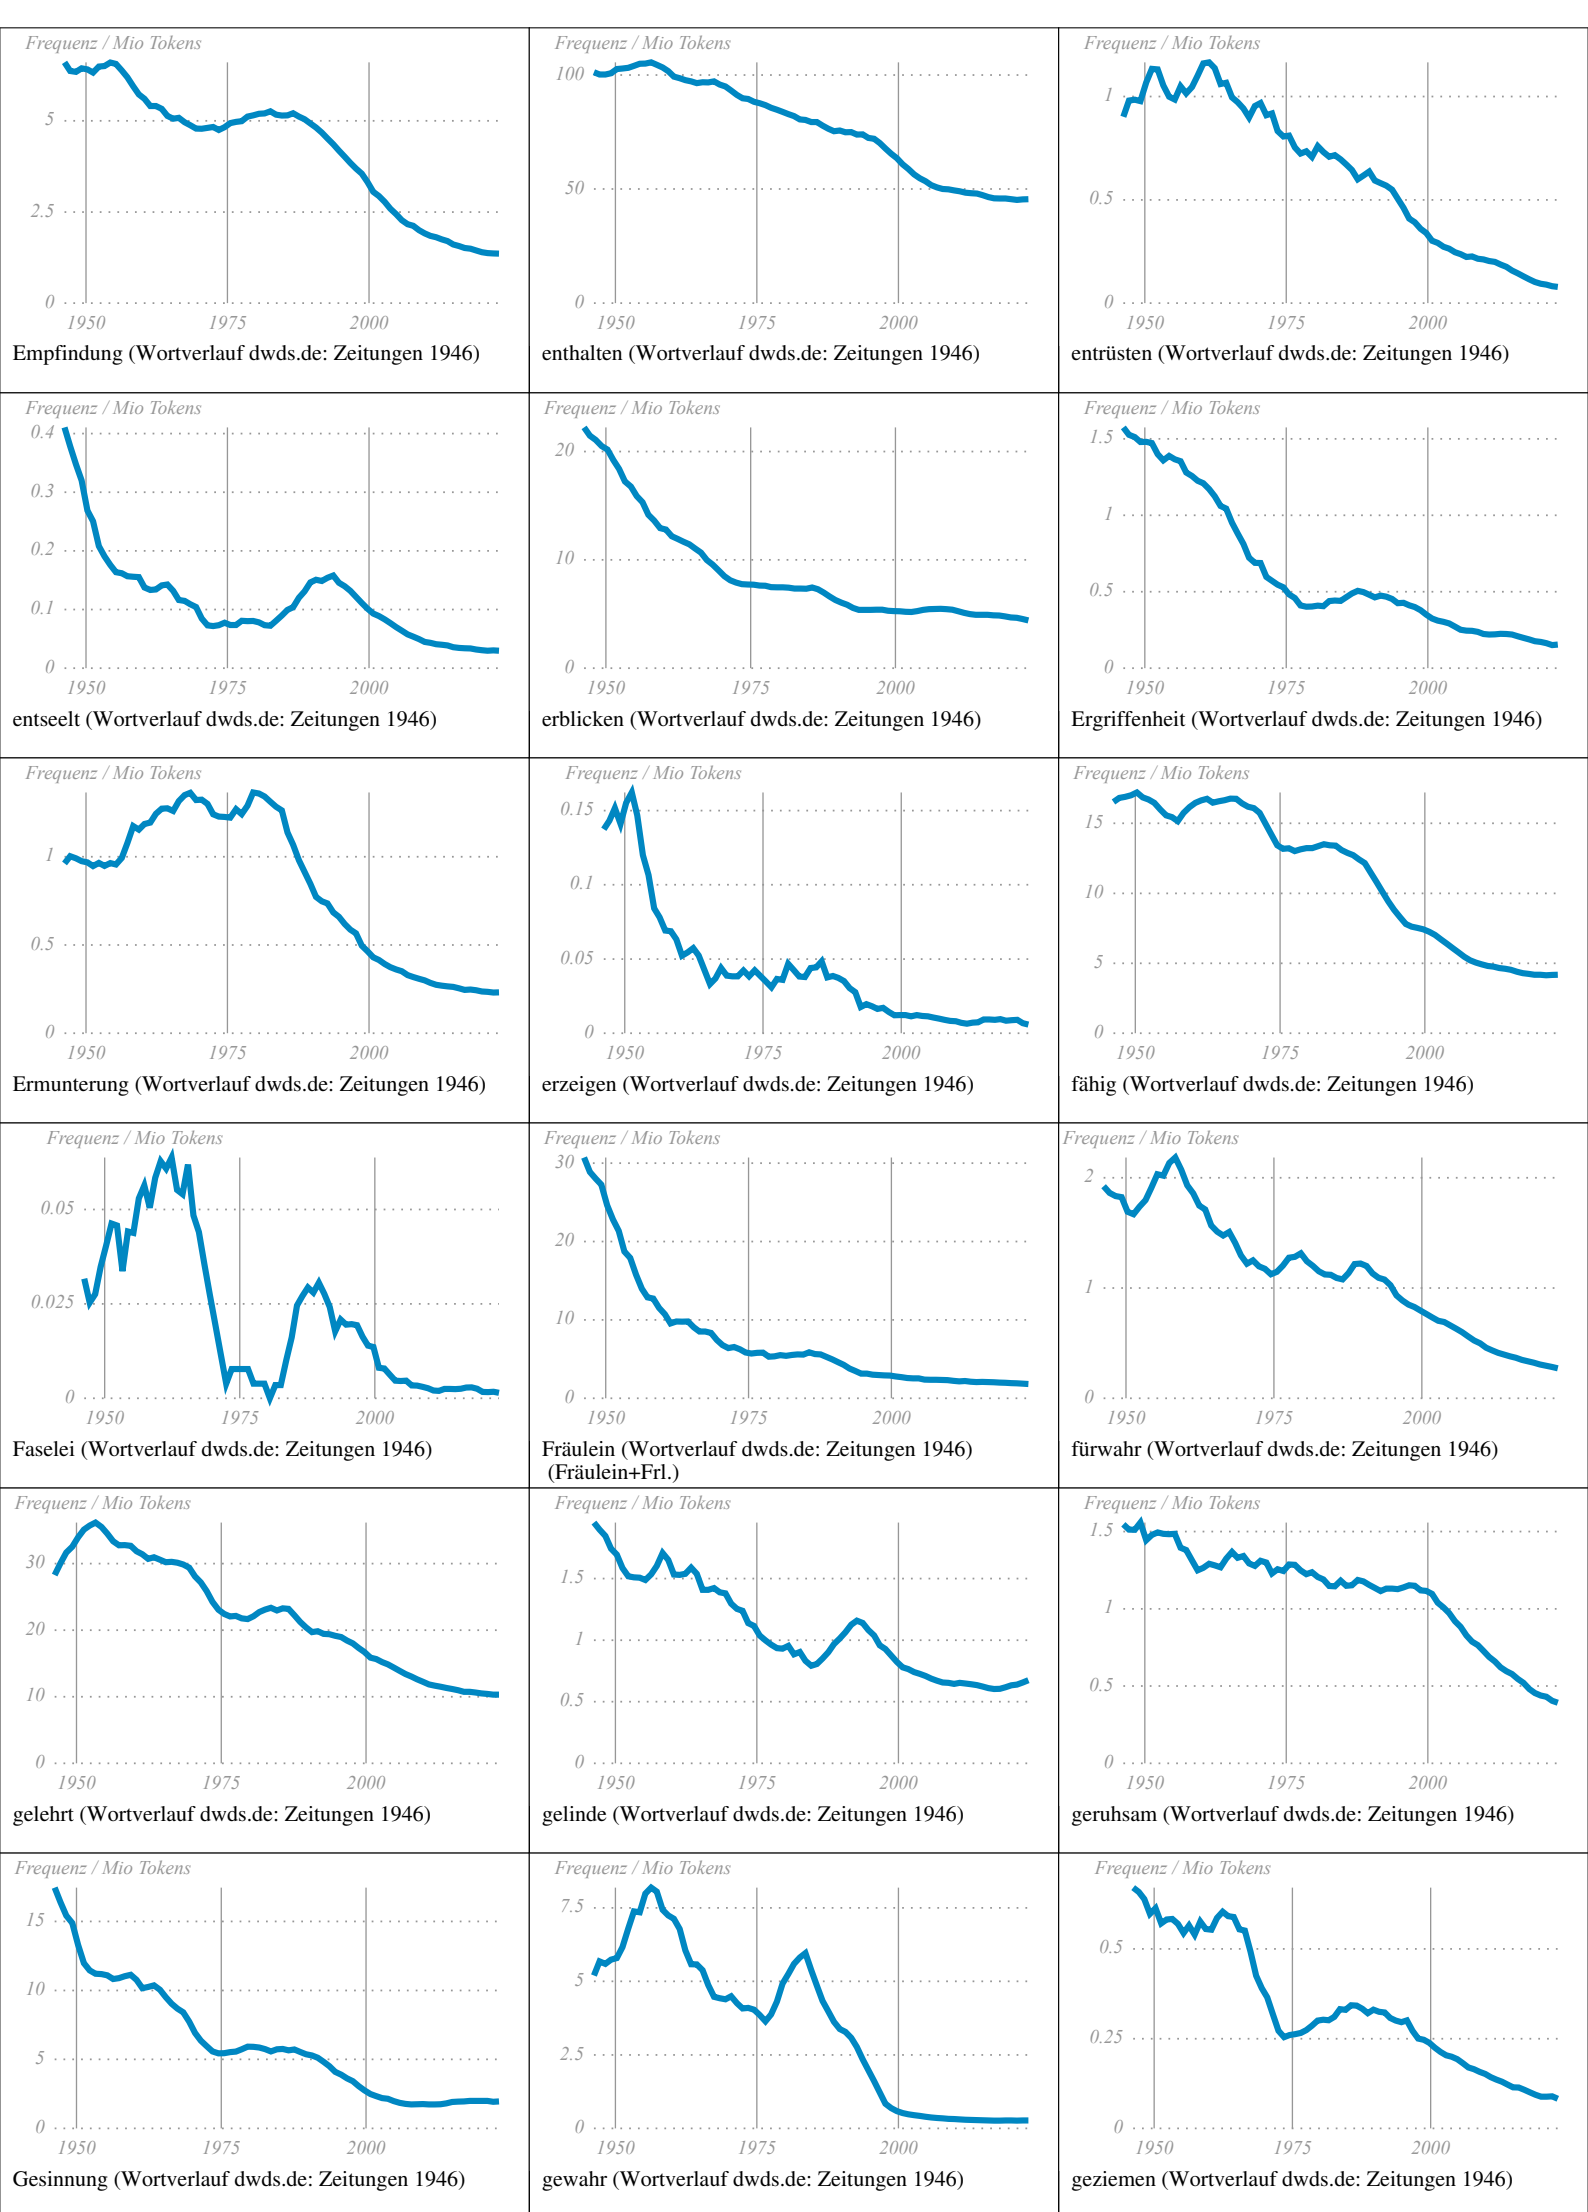 Frequenz / Mio Tokens
5
2.5
0
1950 1975 2000
Empfindung (Wortverlauf dwds.de: Zeitungen 1946)
Frequenz / Mio Tokens
100
50
0
1950 1975 2000
enthalten (Wortverlauf dwds.de: Zeitungen 1946)
Frequenz / Mio Tokens
1
0.5
0
1950 1975 2000
entrüsten (Wortverlauf dwds.de: Zeitungen 1946)
Frequenz / Mio Tokens
0.4
0.3
0.2
0.1
0
1950 1975 2000
entseelt (Wortverlauf dwds.de: Zeitungen 1946)
Frequenz / Mio Tokens
20
10
0
1950 1975 2000
erblicken (Wortverlauf dwds.de: Zeitungen 1946)
Frequenz / Mio Tokens
1.5
1
0.5
0
1950 1975 2000
Ergriffenheit (Wortverlauf dwds.de: Zeitungen 1946)
Frequenz / Mio Tokens
1
0.5
0
1950 1975 2000
Ermunterung (Wortverlauf dwds.de: Zeitungen 1946)
Frequenz / Mio Tokens
0.15
0.1
0.05
0
1950 1975 2000
erzeigen (Wortverlauf dwds.de: Zeitungen 1946)
Frequenz / Mio Tokens
15
10
5
0
1950 1975 2000
fähig (Wortverlauf dwds.de: Zeitungen 1946)
Frequenz / Mio Tokens
0.05
0.025
0
1950 1975 2000
Faselei (Wortverlauf dwds.de: Zeitungen 1946)
Frequenz / Mio Tokens
30
20
10
0
1950 1975 2000
Fräulein (Wortverlauf dwds.de: Zeitungen 1946)
(Fräulein+Frl.)
Frequenz / Mio Tokens
2
1
0
1950 1975 2000
fürwahr (Wortverlauf dwds.de: Zeitungen 1946)
Frequenz / Mio Tokens
30
20
10
0
1950 1975 2000
gelehrt (Wortverlauf dwds.de: Zeitungen 1946)
Frequenz / Mio Tokens
1.5
1
0.5
0
1950 1975 2000
gelinde (Wortverlauf dwds.de: Zeitungen 1946)
Frequenz / Mio Tokens
1.5
1
0.5
0
1950 1975 2000
geruhsam (Wortverlauf dwds.de: Zeitungen 1946)
Frequenz / Mio Tokens
15
10
5
0
1950 1975 2000
Gesinnung (Wortverlauf dwds.de: Zeitungen 1946)
Frequenz / Mio Tokens
7.5
5
2.5
0
1950 1975 2000
gewahr (Wortverlauf dwds.de: Zeitungen 1946)
Frequenz / Mio Tokens
0.5
0.25
0
1950 1975 2000
geziemen (Wortverlauf dwds.de: Zeitungen 1946)